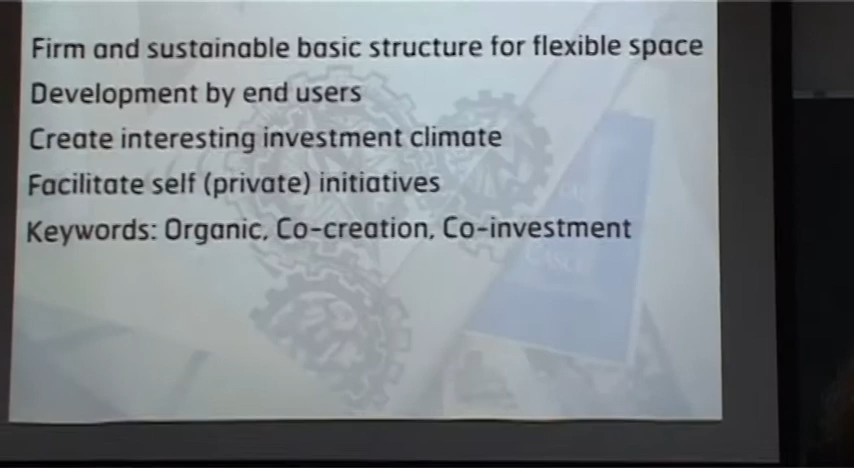 Firm and sustainable basic structure for flexible space
Development by end users
Create interesting investment climate
Facilitate self (private) initiatives
Keywords: Organic, Co-creation, Co-investment